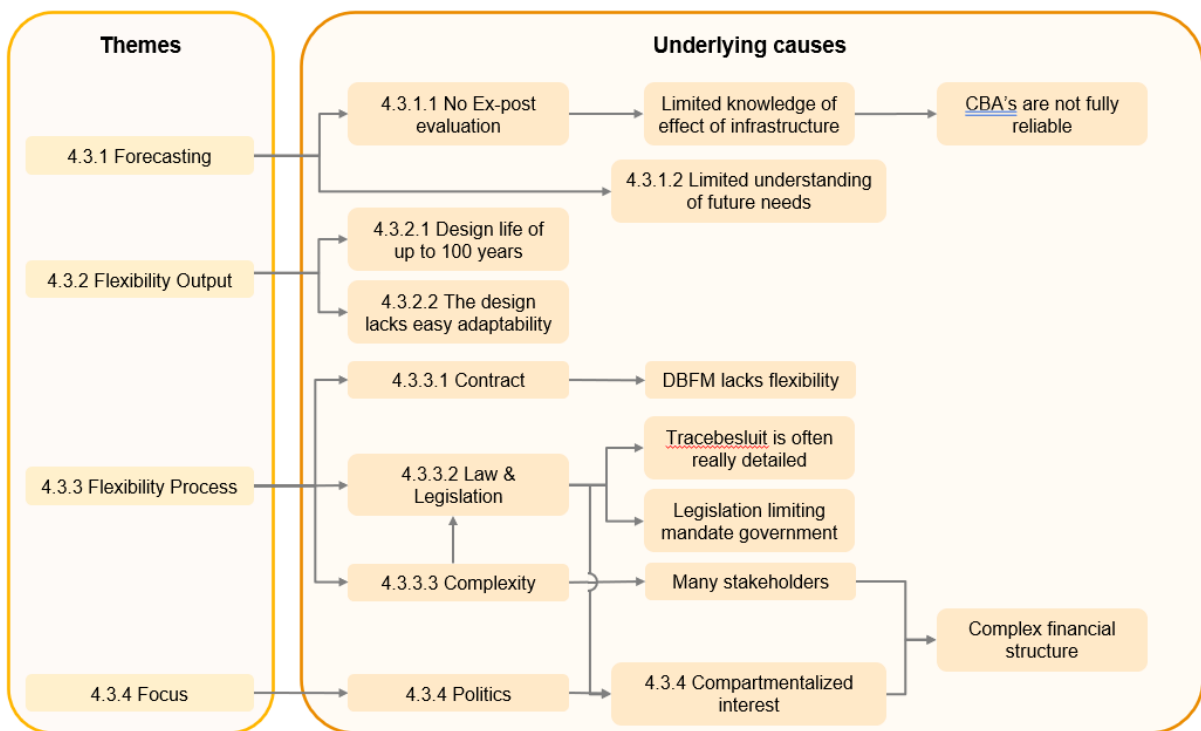 Themes
Underlying causes
4.3.1 Forecasting
4.3.1.1 No Ex-post
evaluation
Limited knowledge of
effect of infrastructure
CBA's are not fully
reliable
4.3.1.2 Limited understanding
of future needs
4.3.2 Flexibility Output
4.3.2.1 Design life of
up to 100 years
4.3.2.2 The design
lacks easy adaptability
4.3.3 Flexibility Process
4.3.3.1 Contract
DBFM lacks flexibility
4.3.3.2 Law &
Legislation
Tracebesluit is often
really detailed
Legislation limiting
mandate government
4.3.3.3 Complexity
Many stakeholders
Complex financial
structure
4.3.4 Focus
4.3.4 Politics
4.3.4 Compartmentalized
interest